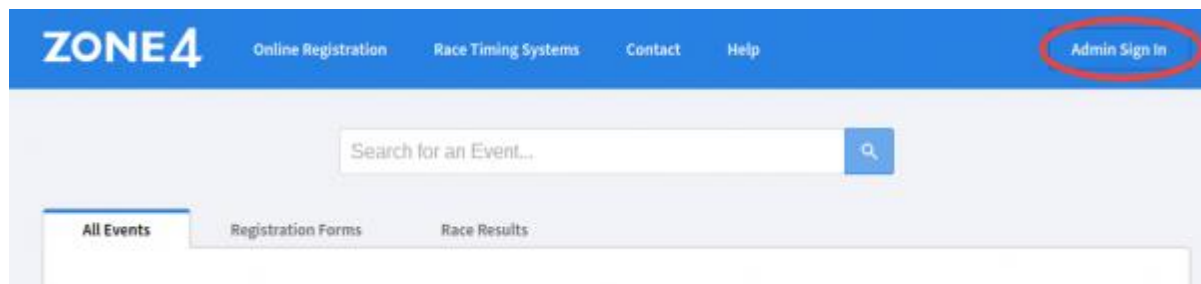 ZONE4 Online Registration Race Timing Systems Contact Help Admin Sign In
Search for an Event...
All Events Registration Forms Race Results